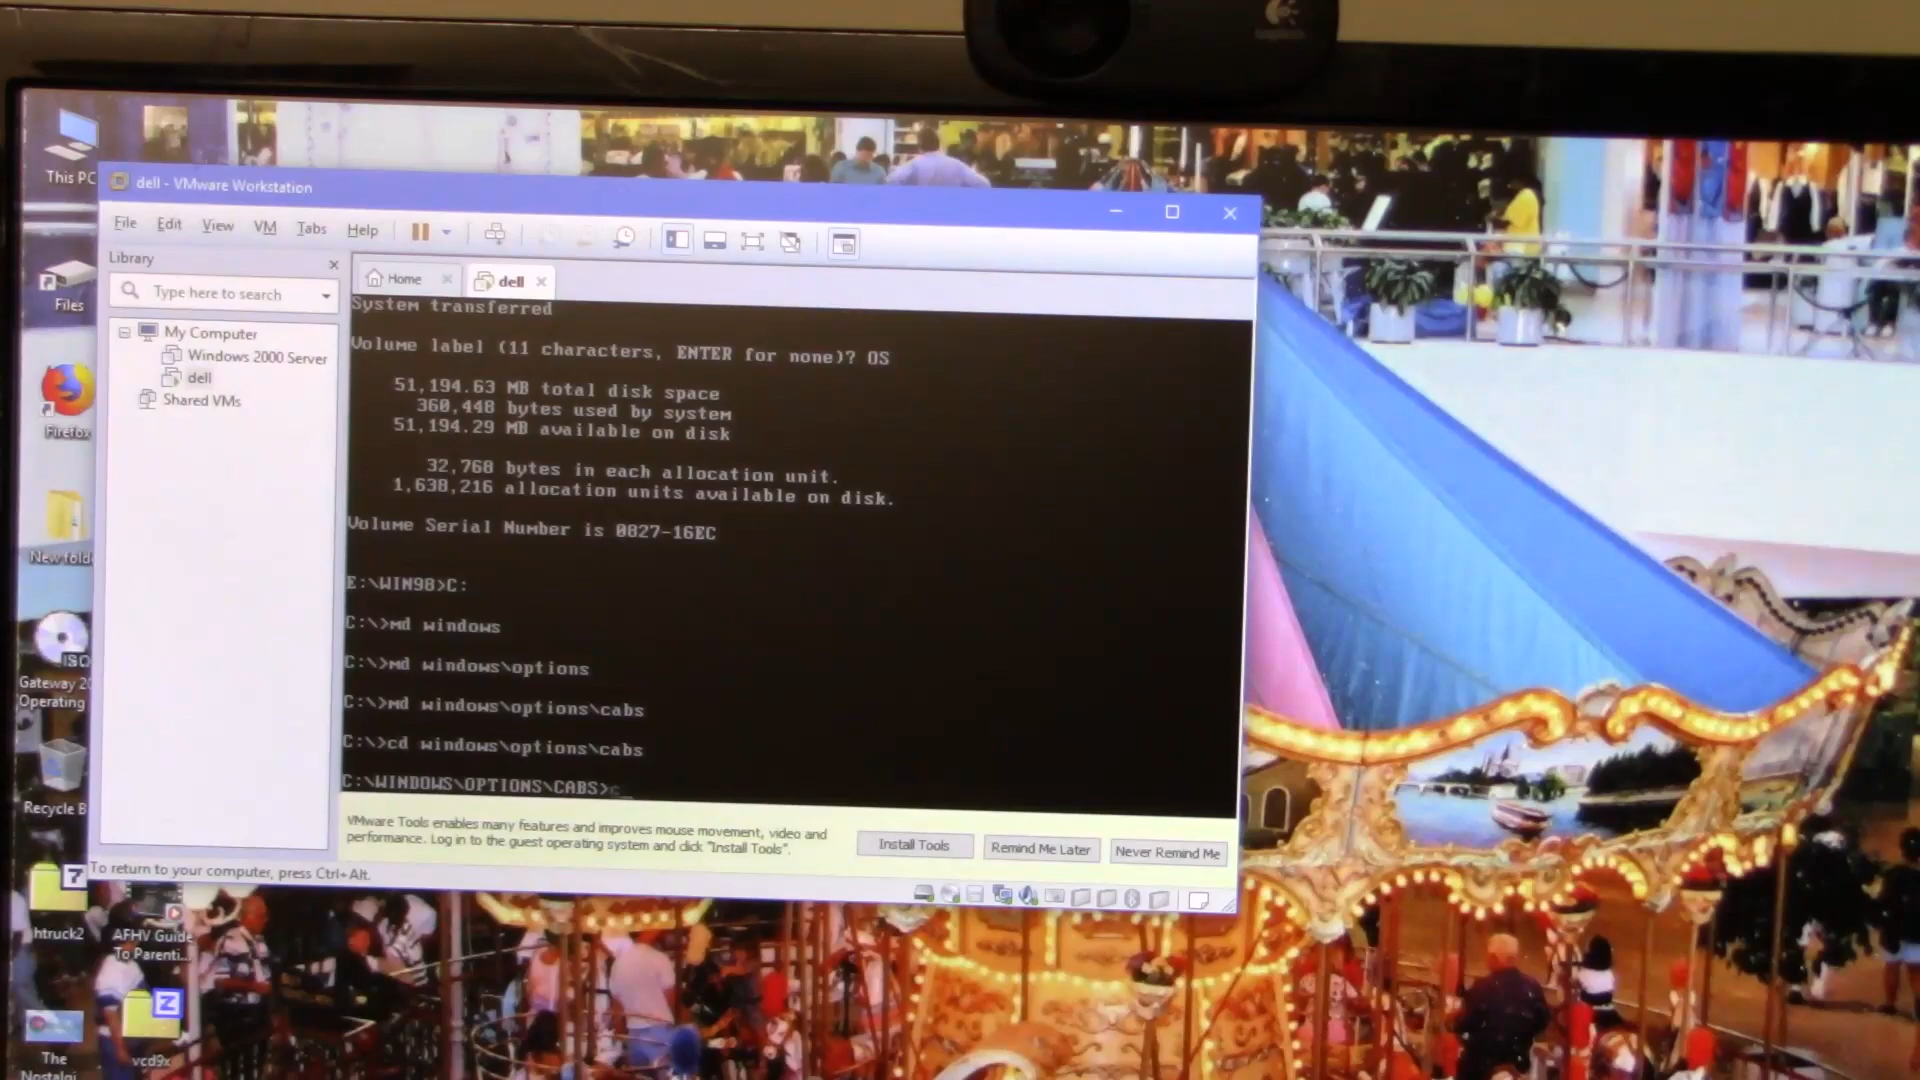 This PC
Files
Firefox
New fold
ISO
Gateway 20
Operating
Recycle B
7
htruck2
AFHV Guide
To Parenti...
Z
The
Nostalgi
vcd9x
dell - VMware Workstation
File Edit View VM Tabs Help
Library
Type here to search
My Computer
Windows 2000 Server
dell
Shared VMs
Home dell
System transferred
Volume label (11 characters, ENTER for none)? OS
51,194.63 MB total disk space
360,448 bytes used by system
51,194.29 MB available on disk
32,768 bytes in each allocation unit.
1,638,216 allocation units available on disk.
Volume Serial Number is 0827-16EC
E:\WIN98>C:
C:\>md windows
C:\>md windows\options
C:\>md windows\options\cabs
C:\>cd windows\options\cabs
C:\WINDOWS\OPTIONS\CABS>c_
VMware Tools enables many features and improves mouse movement, video and
performance. Log in to the guest operating system and click "Install Tools".
Install Tools Remind Me Later Never Remind Me
To return to your computer, press Ctrl+Alt.